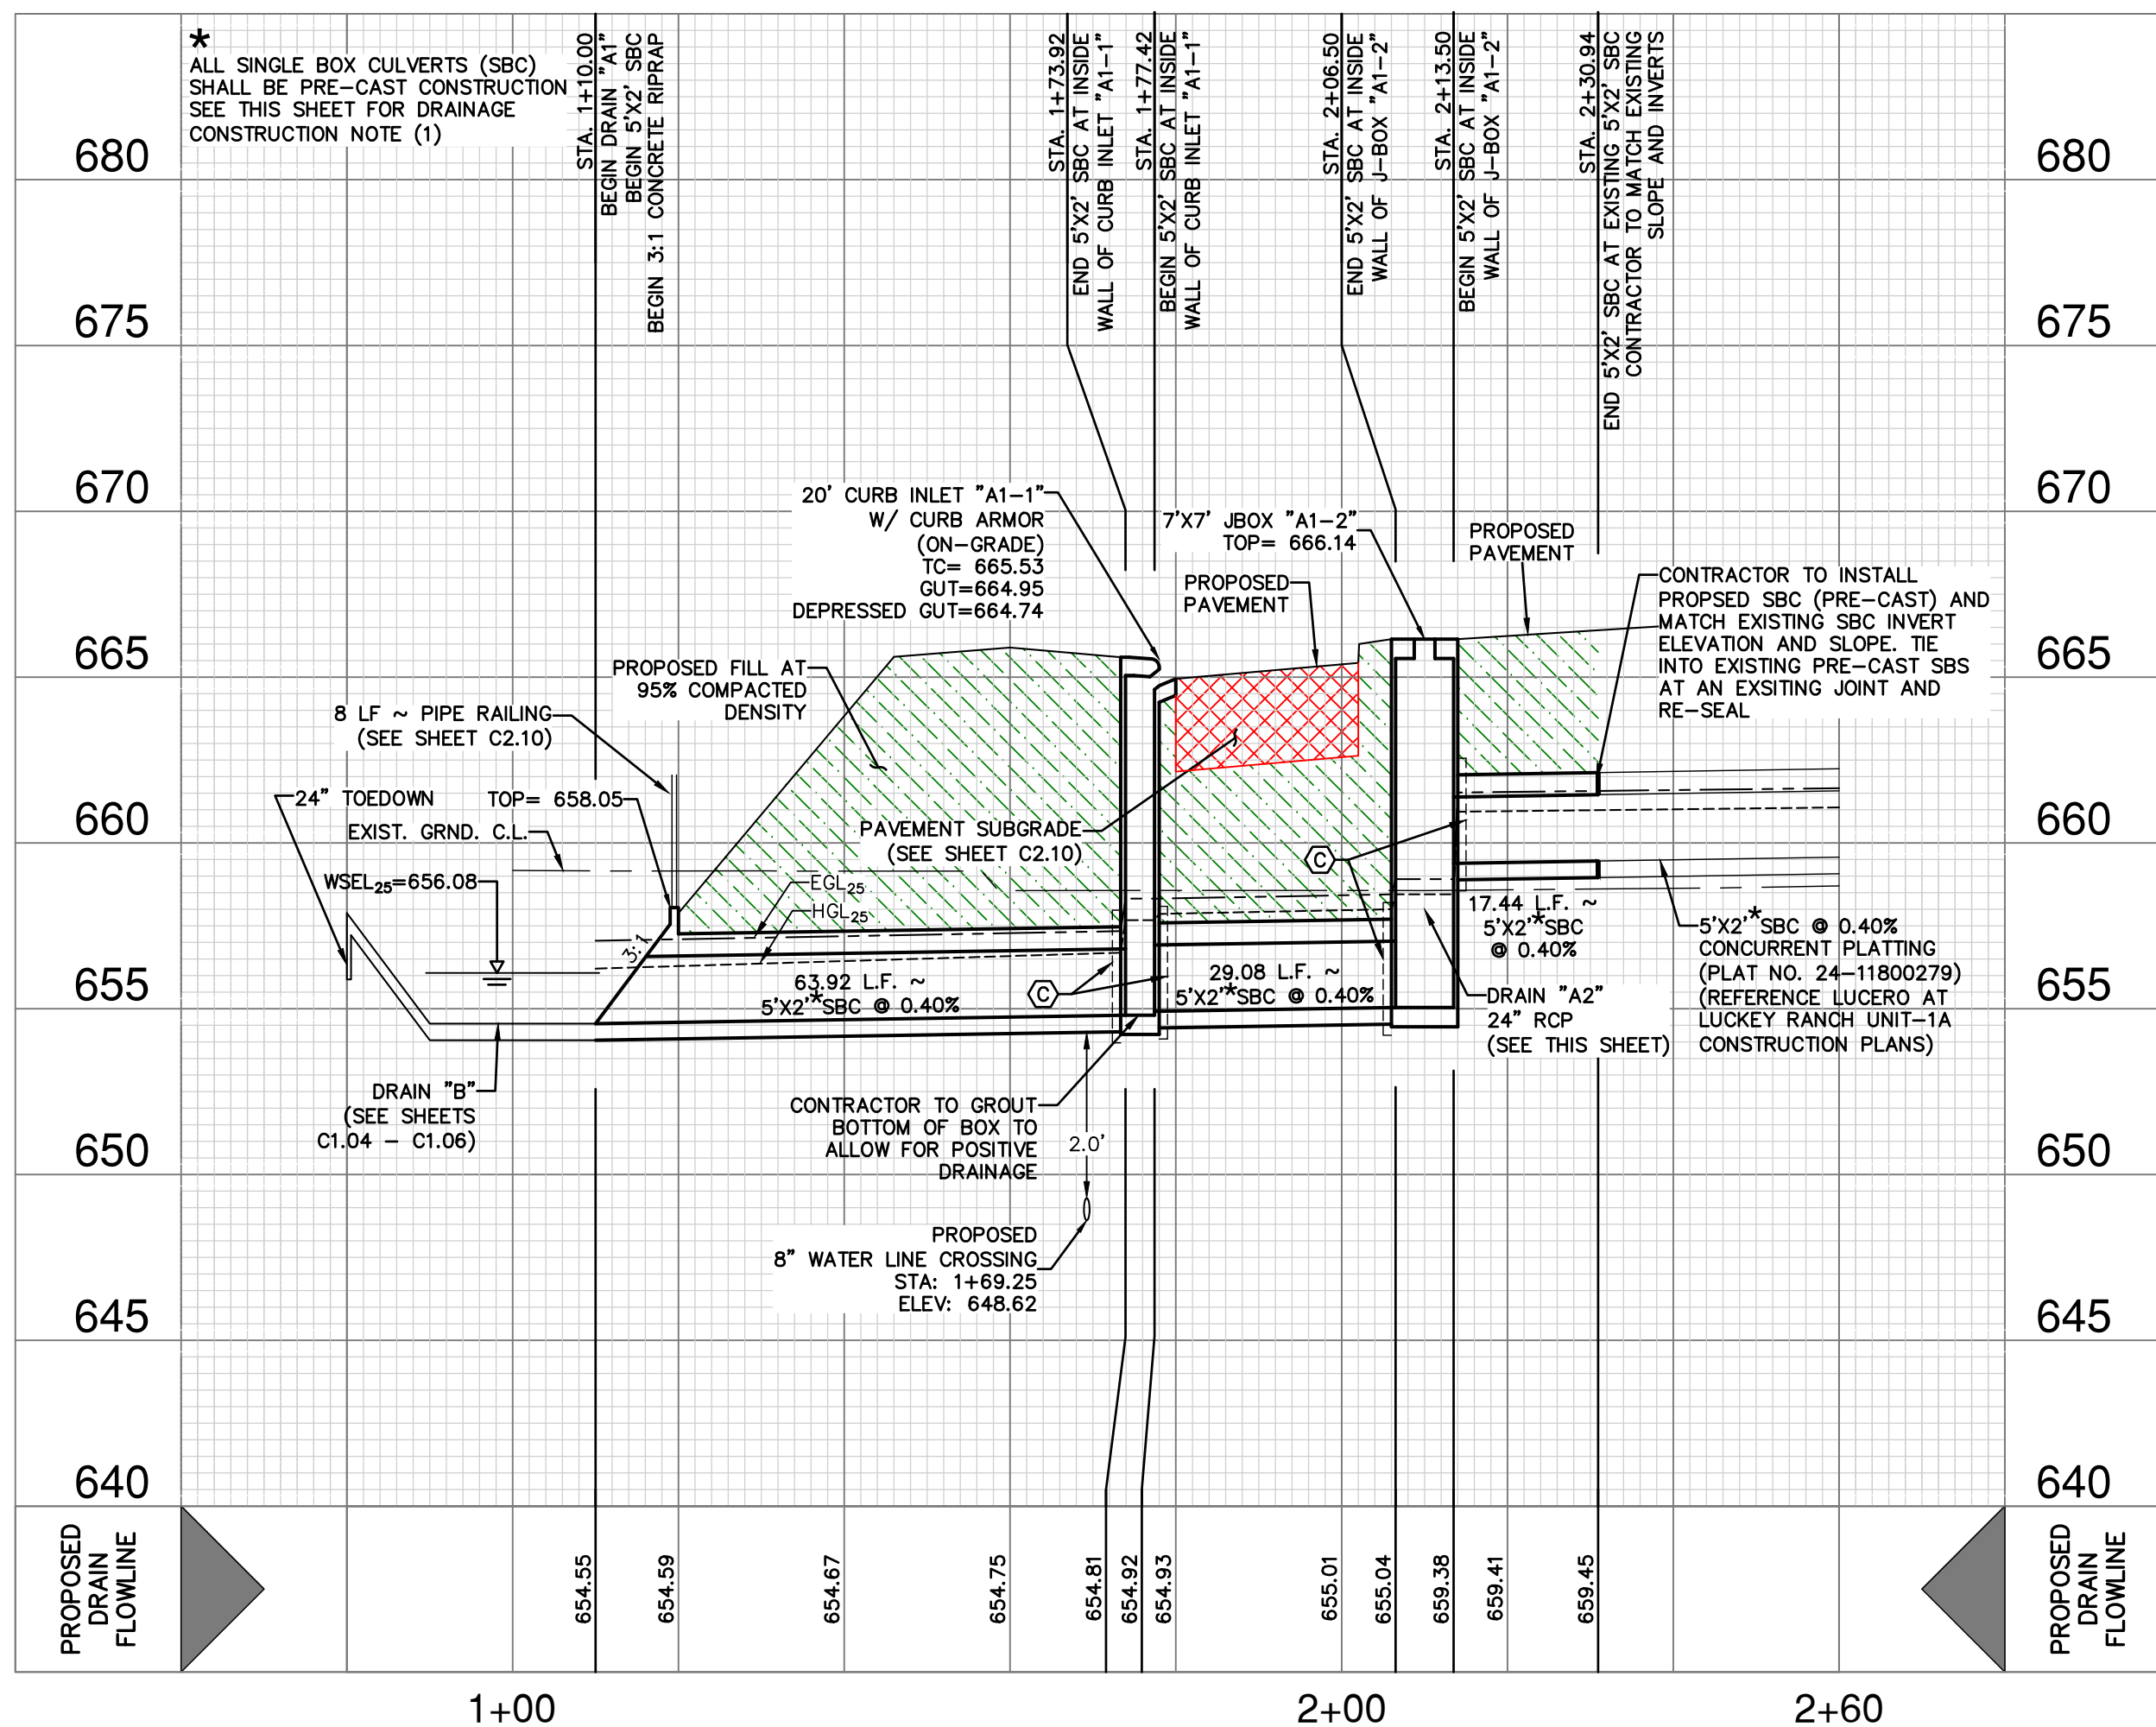 *
ALL SINGLE BOX CULVERTS (SBC)
SHALL BE PRE-CAST CONSTRUCTION
SEE THIS SHEET FOR DRAINAGE
CONSTRUCTION NOTE (1)
STA. 1+10.00
BEGIN DRAIN "A1"
BEGIN 5'X2' SBC
BEGIN 3:1 CONCRETE RIPRAP
STA. 1+73.92
END 5'X2' SBC AT INSIDE
WALL OF CURB INLET "A1-1"
STA. 1+77.42
BEGIN 5'X2' SBC AT INSIDE
WALL OF CURB INLET "A1-1"
STA. 2+06.50
END 5'X2' SBC AT INSIDE
WALL OF J-BOX "A1-2"
STA. 2+13.50
BEGIN 5'X2' SBC AT INSIDE
WALL OF J-BOX "A1-2"
STA. 2+30.94
END 5'X2' SBC AT EXISTING 5'X2' SBC
CONTRACTOR TO MATCH EXISTING
SLOPE AND INVERTS
680
675
670
665
660
655
650
645
640
680
675
670
665
660
655
650
645
640
20' CURB INLET "A1-1"
W/ CURB ARMOR
(ON-GRADE)
TC= 665.53
GUT=664.95
DEPRESSED GUT=664.74
7'X7' JBOX "A1-2"
TOP= 666.14
PROPOSED
PAVEMENT
PROPOSED
PAVEMENT
CONTRACTOR TO INSTALL
PROPSED SBC (PRE-CAST) AND
MATCH EXISTING SBC INVERT
ELEVATION AND SLOPE. TIE
INTO EXISTING PRE-CAST SBS
AT AN EXSITING JOINT AND
RE-SEAL
PROPOSED FILL AT
95% COMPACTED
DENSITY
8 LF ~ PIPE RAILING
(SEE SHEET C2.10)
24" TOEDOWN
TOP= 658.05
EXIST. GRND. C.L.
WSEL25=656.08
PAVEMENT SUBGRADE
(SEE SHEET C2.10)
EGL25
HGL25
3:1
C
C
63.92 L.F. ~
5'X2'*SBC @ 0.40%
29.08 L.F. ~
5'X2'*SBC @ 0.40%
17.44 L.F. ~
5'X2'*SBC
@ 0.40%
5'X2'*SBC @ 0.40%
CONCURRENT PLATTING
(PLAT NO. 24-11800279)
(REFERENCE LUCERO AT
LUCKEY RANCH UNIT-1A
CONSTRUCTION PLANS)
DRAIN "A2"
24" RCP
(SEE THIS SHEET)
DRAIN "B"
(SEE SHEETS
C1.04 - C1.06)
CONTRACTOR TO GROUT
BOTTOM OF BOX TO
ALLOW FOR POSITIVE
DRAINAGE
2.0'
PROPOSED
8" WATER LINE CROSSING
STA: 1+69.25
ELEV: 648.62
PROPOSED
DRAIN
FLOWLINE
654.55
654.59
654.67
654.75
654.81
654.92
654.93
655.01
655.04
659.38
659.41
659.45
PROPOSED
DRAIN
FLOWLINE
1+00
2+00
2+60